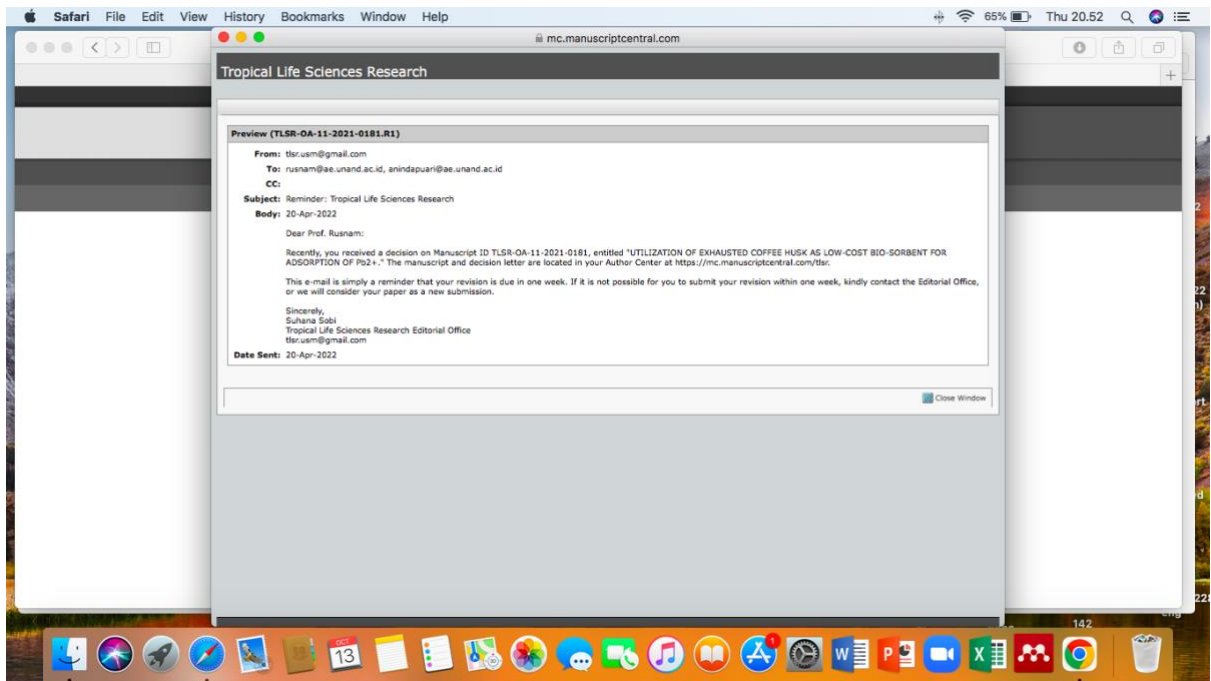 Safari File Edit View History Bookmarks Window Help 65% Thu 20.52
mc.manuscriptcentral.com
Tropical Life Sciences Research
Preview (TLSR-OA-11-2021-0181.R1)
From: tlsr.usm@gmail.com
To: rusnam@ae.unand.ac.id, anindapuari@ae.unand.ac.id
CC:
Subject: Reminder: Tropical Life Sciences Research
Body: 20-Apr-2022
Dear Prof. Rusnam:
Recently, you received a decision on Manuscript ID TLSR-OA-11-2021-0181, entitled "UTILIZATION OF EXHAUSTED COFFEE HUSK AS LOW-COST BIO-SORBENT FOR
ADSORPTION OF Pb2+." The manuscript and decision letter are located in your Author Center at https://mc.manuscriptcentral.com/tlsr.
This e-mail is simply a reminder that your revision is due in one week. If it is not possible for you to submit your revision within one week, kindly contact the Editorial Office,
or we will consider your paper as a new submission.
Sincerely,
Suhana Sobi
Tropical Life Sciences Research Editorial Office
tlsr.usm@gmail.com
Date Sent: 20-Apr-2022
Close Window
142
OCT
13